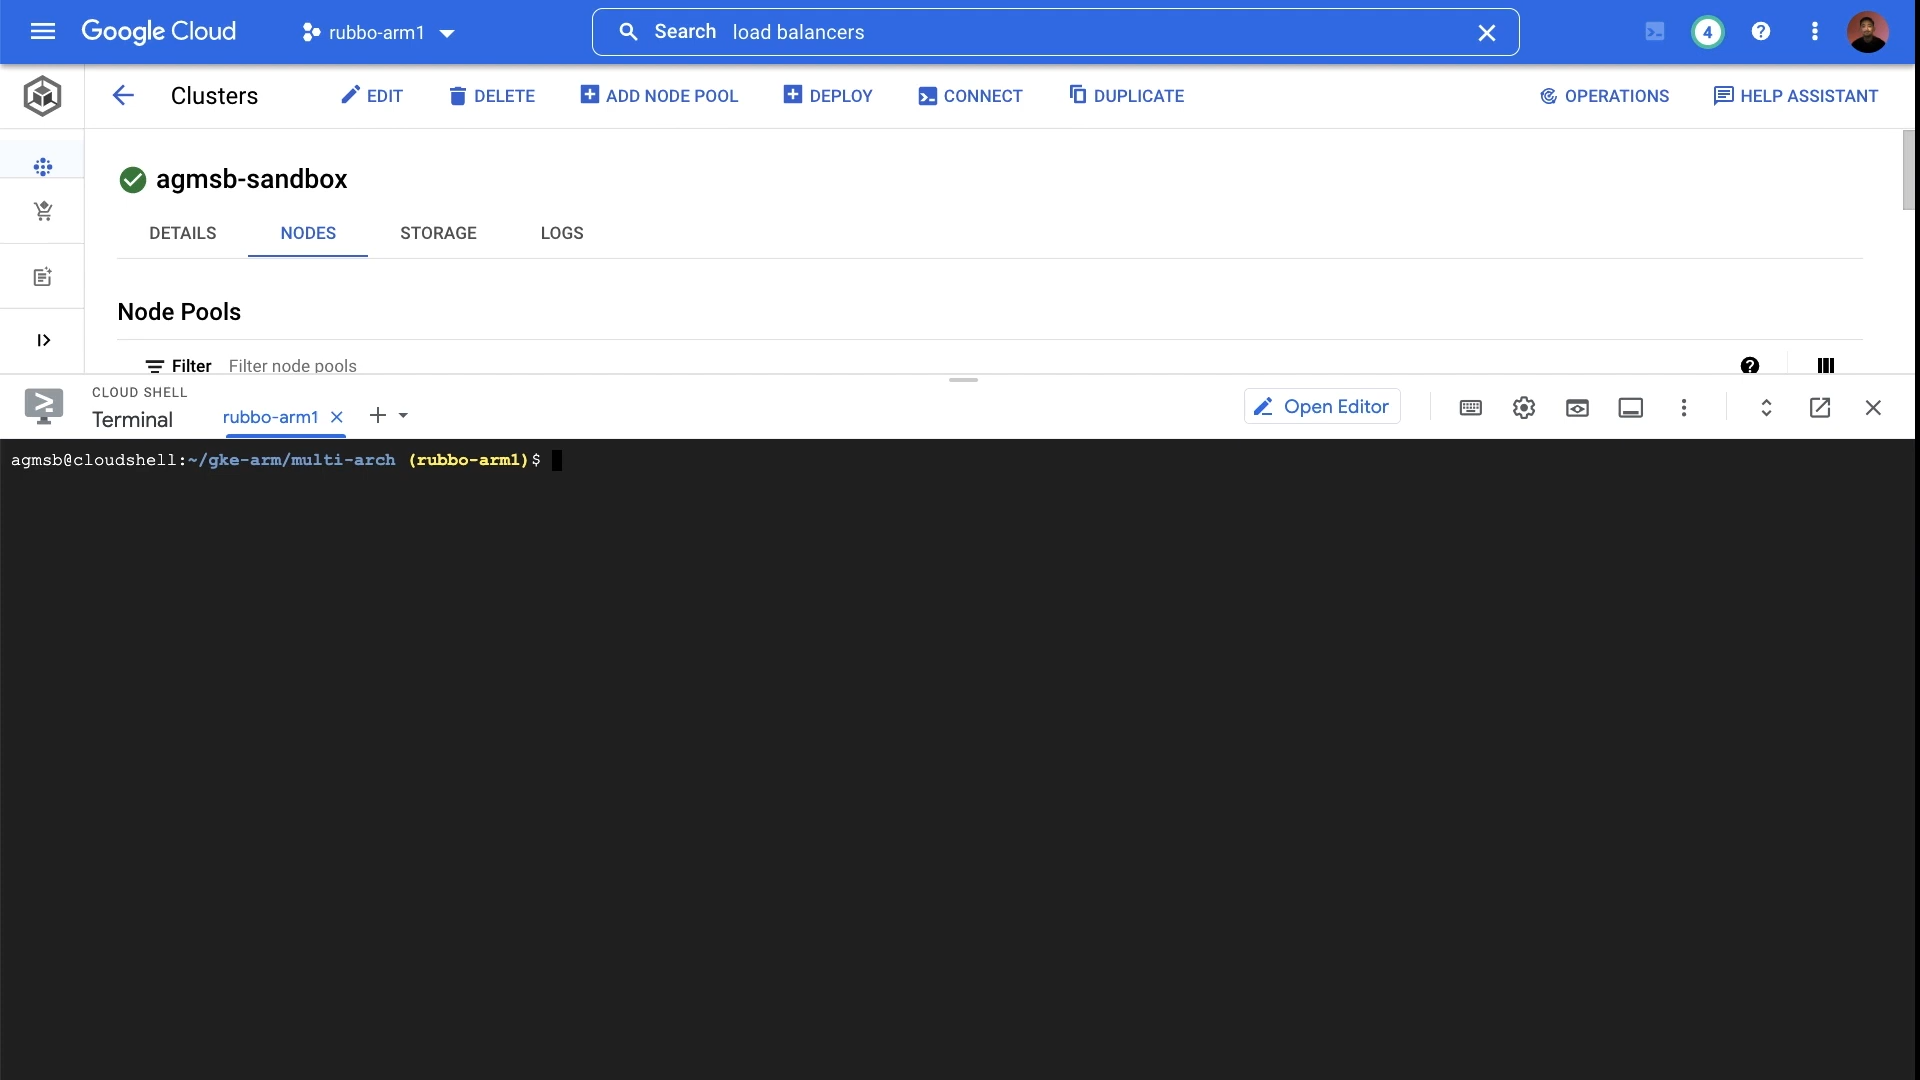 Google Cloud rubbo-arm1 Search load balancers 4
Clusters EDIT DELETE ADD NODE POOL DEPLOY CONNECT DUPLICATE OPERATIONS HELP ASSISTANT
agmsb-sandbox
DETAILS NODES STORAGE LOGS
Node Pools
Filter Filter node pools
CLOUD SHELL
Terminal rubbo-arm1 Open Editor
agmsb@cloudshell:~/gke-arm/multi-arch (rubbo-arm1)$